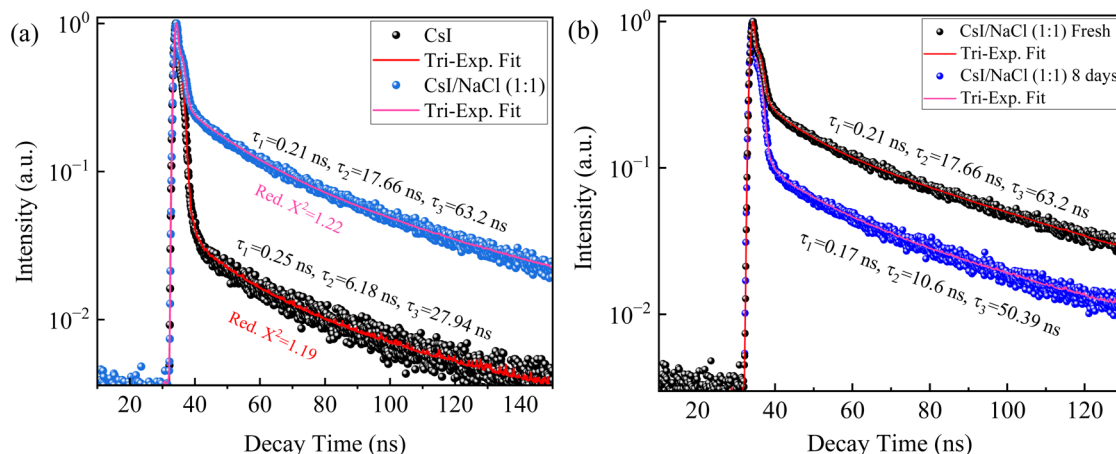 (a)
CsI
Tri-Exp. Fit
CsI/NaCl (1:1)
Tri-Exp. Fit
τ₁=0.21 ns, τ₂=17.66 ns, τ₃=63.2 ns
Red. X²=1.22
τ₁=0.25 ns, τ₂=6.18 ns, τ₃=27.94 ns
Red. X²=1.19
10⁰
10⁻¹
10⁻²
Intensity (a.u.)
20 40 60 80 100 120 140
Decay Time (ns)
(b)
CsI/NaCl (1:1) Fresh
Tri-Exp. Fit
CsI/NaCl (1:1) 8 days
Tri-Exp. Fit
τ₁=0.21 ns, τ₂=17.66 ns, τ₃=63.2 ns
τ₁=0.17 ns, τ₂=10.6 ns, τ₃=50.39 ns
10⁰
10⁻¹
10⁻²
Intensity (a.u.)
20 40 60 80 100 120
Decay Time (ns)